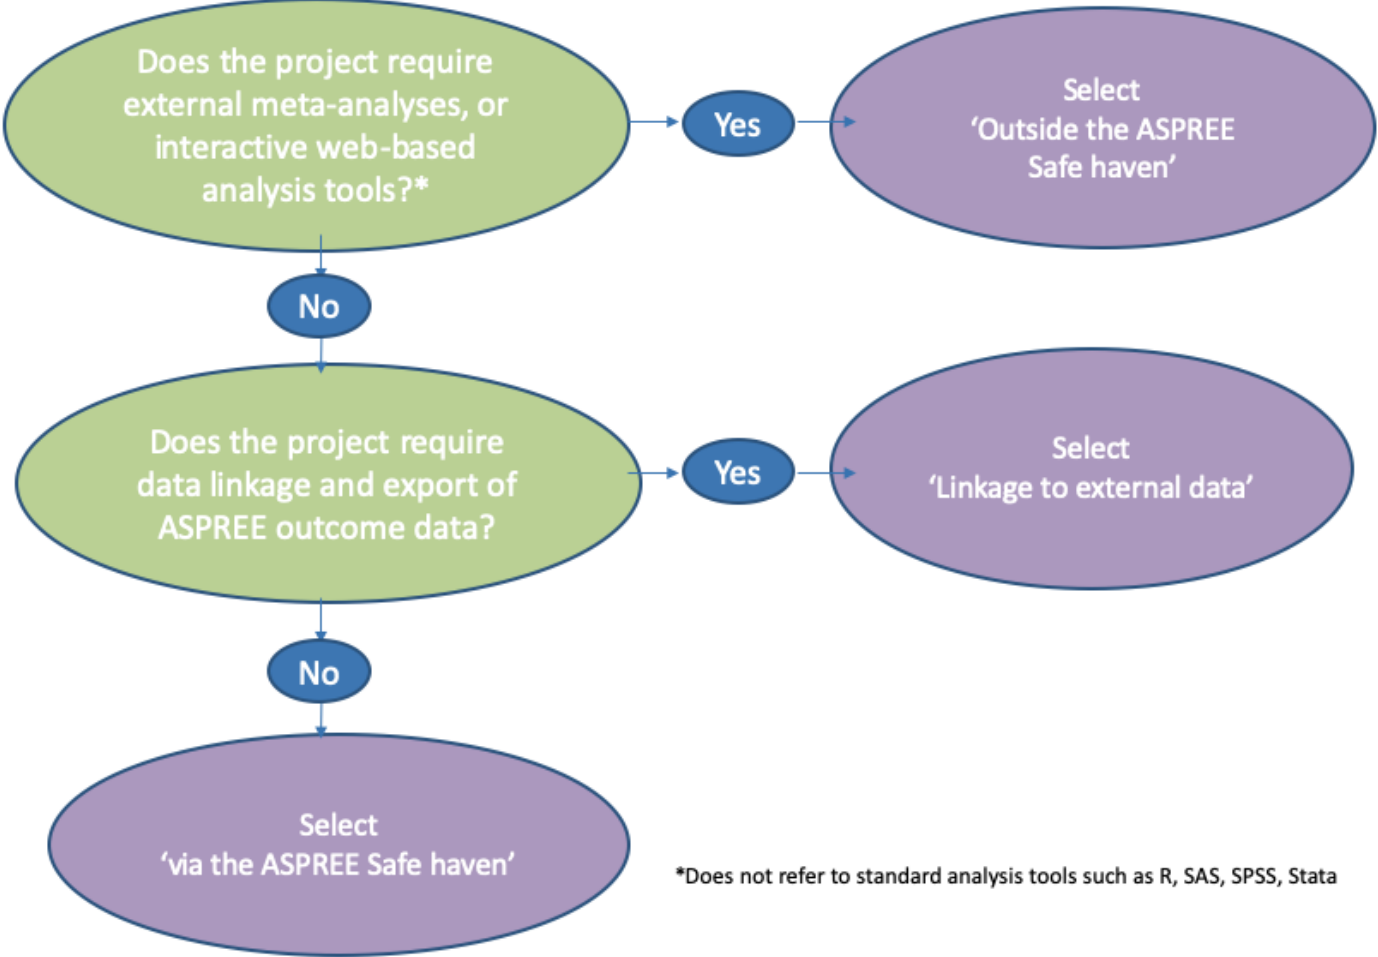 Does the project require
external meta-analyses, or
interactive web-based
analysis tools?*
Yes
Select
‘Outside the ASPREE
Safe haven’
No
Does the project require
data linkage and export of
ASPREE outcome data?
Yes
Select
‘Linkage to external data’
No
Select
‘via the ASPREE Safe haven’
*Does not refer to standard analysis tools such as R, SAS, SPSS, Stata